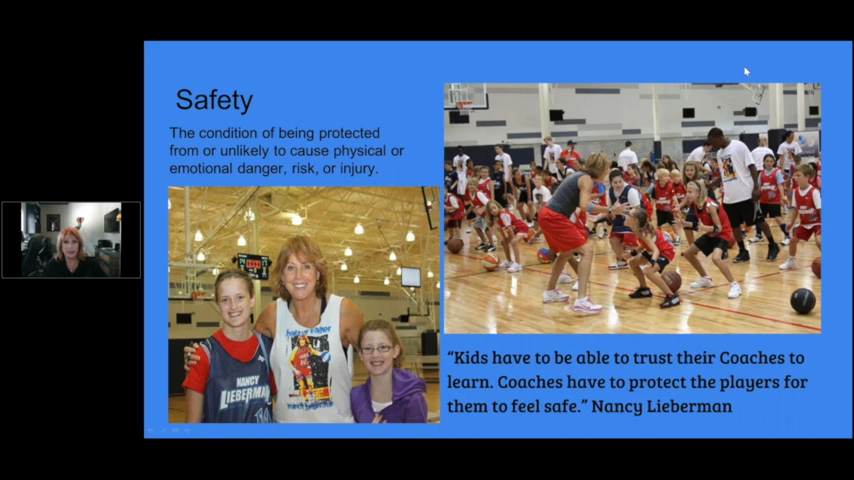 Safety
The condition of being protected
from or unlikely to cause physical or
emotional danger, risk, or injury.
NANCY
LIEBERMAN
“Kids have to be able to trust their Coaches to
learn. Coaches have to protect the players for
them to feel safe.” Nancy Lieberman